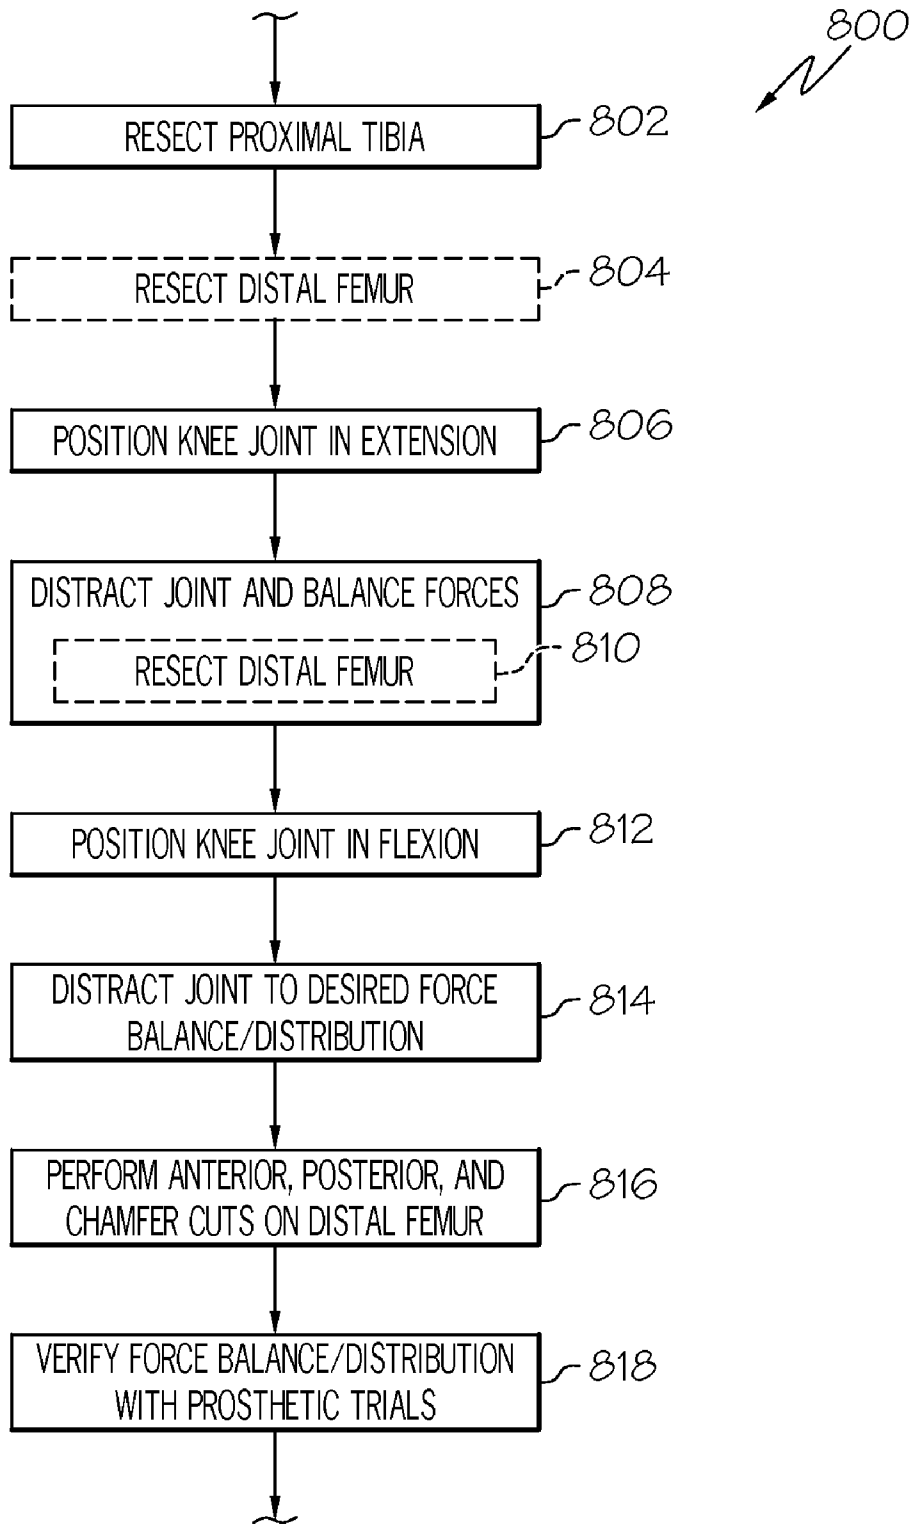 800
RESECT PROXIMAL TIBIA
802
RESECT DISTAL FEMUR
804
POSITION KNEE JOINT IN EXTENSION
806
DISTRACT JOINT AND BALANCE FORCES
808
RESECT DISTAL FEMUR
810
POSITION KNEE JOINT IN FLEXION
812
DISTRACT JOINT TO DESIRED FORCE
BALANCE/DISTRIBUTION
814
PERFORM ANTERIOR, POSTERIOR, AND
CHAMFER CUTS ON DISTAL FEMUR
816
VERIFY FORCE BALANCE/DISTRIBUTION
WITH PROSTHETIC TRIALS
818